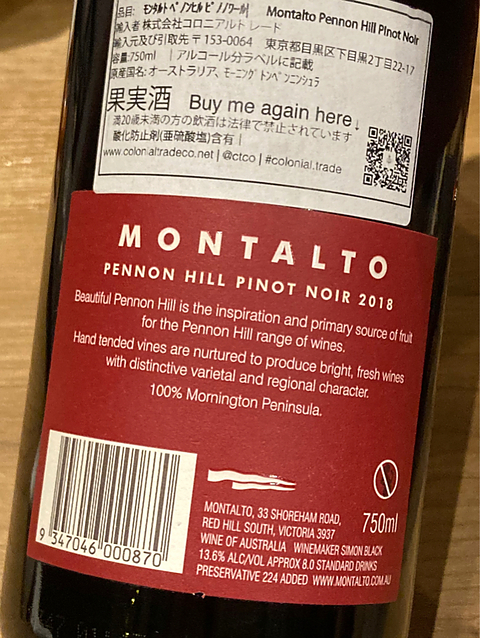 品目: モンタルト ペノンヒル ピノノワール Montalto Pennon Hill Pinot Noir
輸入者 株式会社コロニアルトレード
輸入元及び引取先 〒153-0064 東京都目黒区下目黒2丁目22-17
容量:750ml | アルコール分ラベルに記載
原産国名: オーストラリア, モーニングトンペンニンシュラ
果実酒 Buy me again here↓
満20歳未満の方の飲酒は法律で禁止されています
酸化防止剤(亜硫酸塩)含有 |
www.colonialtradeco.net | @ctco | #colonial.trade
MONTALTO
PENNON HILL PINOT NOIR 2018
Beautiful Pennon Hill is the inspiration and primary source of fruit
for the Pennon Hill range of wines.
Hand tended vines are nurtured to produce bright, fresh wines
with distinctive varietal and regional character.
100% Mornington Peninsula.
9 347046 000870
MONTALTO, 33 SHOREHAM ROAD,
RED HILL SOUTH, VICTORIA 3937
WINE OF AUSTRALIA WINEMAKER SIMON BLACK
13.6% ALC/VOL APPROX 8.0 STANDARD DRINKS
PRESERVATIVE 224 ADDED WWW.MONTALTO.COM.AU
750ml